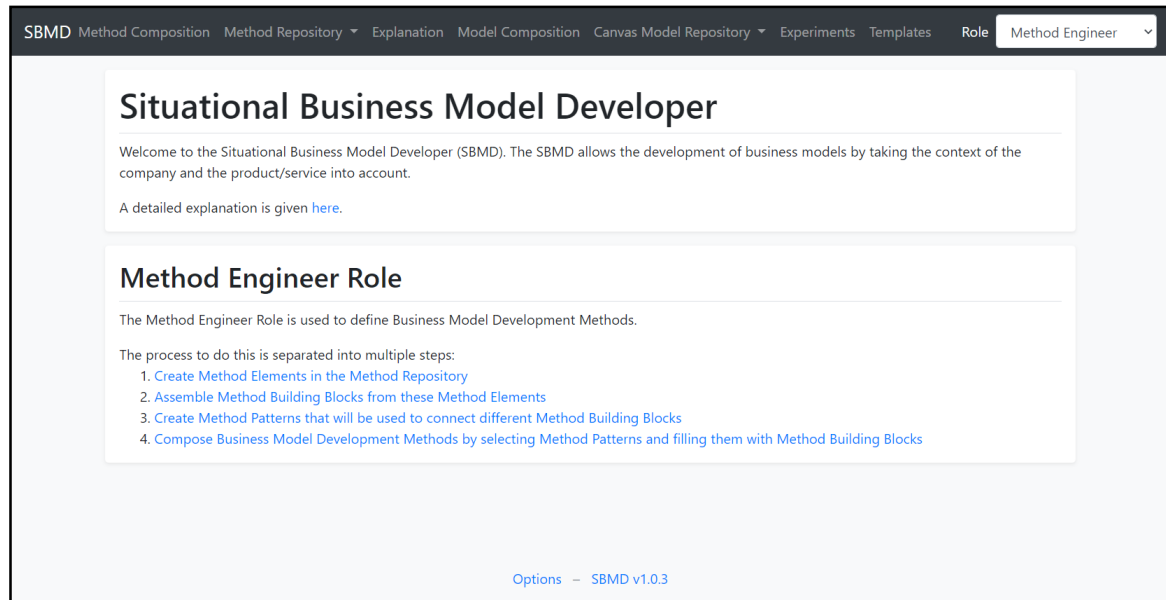 SBMD Method Composition Method Repository Explanation Model Composition Canvas Model Repository Experiments Templates Role Method Engineer
Situational Business Model Developer
Welcome to the Situational Business Model Developer (SBMD). The SBMD allows the development of business models by taking the context of the
company and the product/service into account.
A detailed explanation is given here.
Method Engineer Role
The Method Engineer Role is used to define Business Model Development Methods.
The process to do this is separated into multiple steps:
1. Create Method Elements in the Method Repository
2. Assemble Method Building Blocks from these Method Elements
3. Create Method Patterns that will be used to connect different Method Building Blocks
4. Compose Business Model Development Methods by selecting Method Patterns and filling them with Method Building Blocks
Options – SBMD v1.0.3